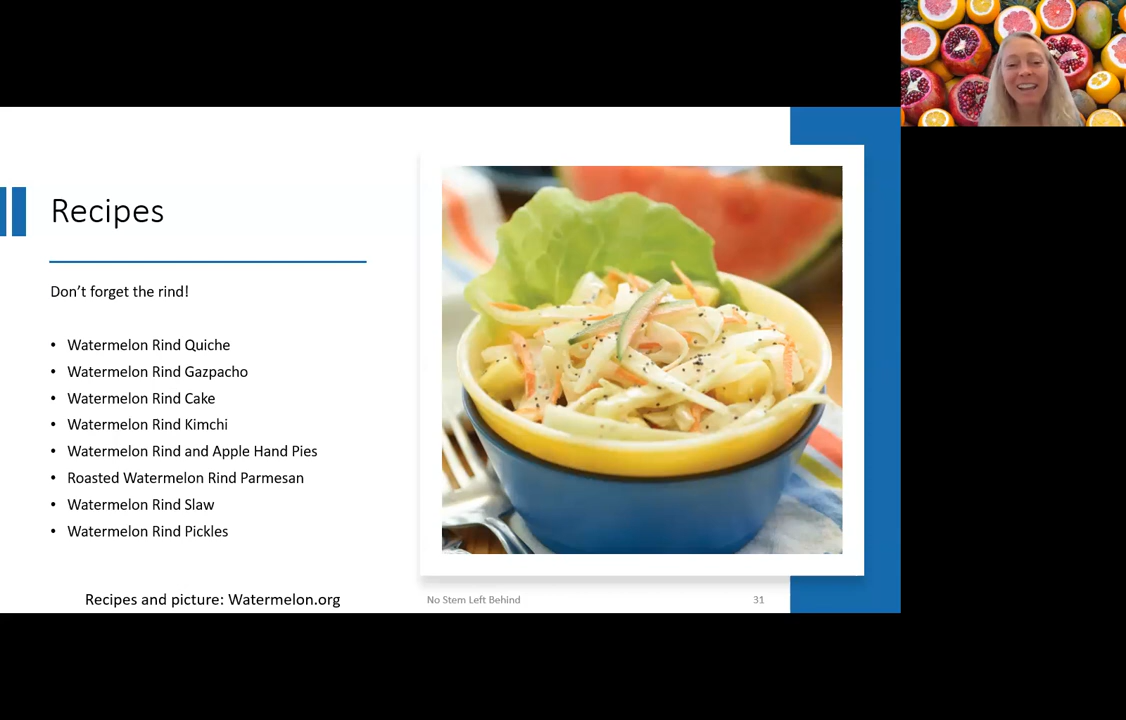 Recipes
Don’t forget the rind!
• Watermelon Rind Quiche
• Watermelon Rind Gazpacho
• Watermelon Rind Cake
• Watermelon Rind Kimchi
• Watermelon Rind and Apple Hand Pies
• Roasted Watermelon Rind Parmesan
• Watermelon Rind Slaw
• Watermelon Rind Pickles
Recipes and picture: Watermelon.org
No Stem Left Behind
31